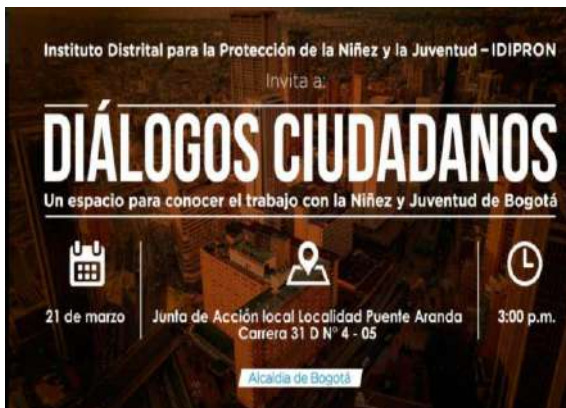 Instituto Distrital para la Protección de la Niñez y la Juventud – IDIPRON
Invita a:
DIÁLOGOS CIUDADANOS
Un espacio para conocer el trabajo con la Niñez y Juventud de Bogotá
21 de marzo
Junta de Acción local Localidad Puente Aranda
Carrera 31 D N° 4 - 05
3:00 p.m.
Alcaldia de Bogotá